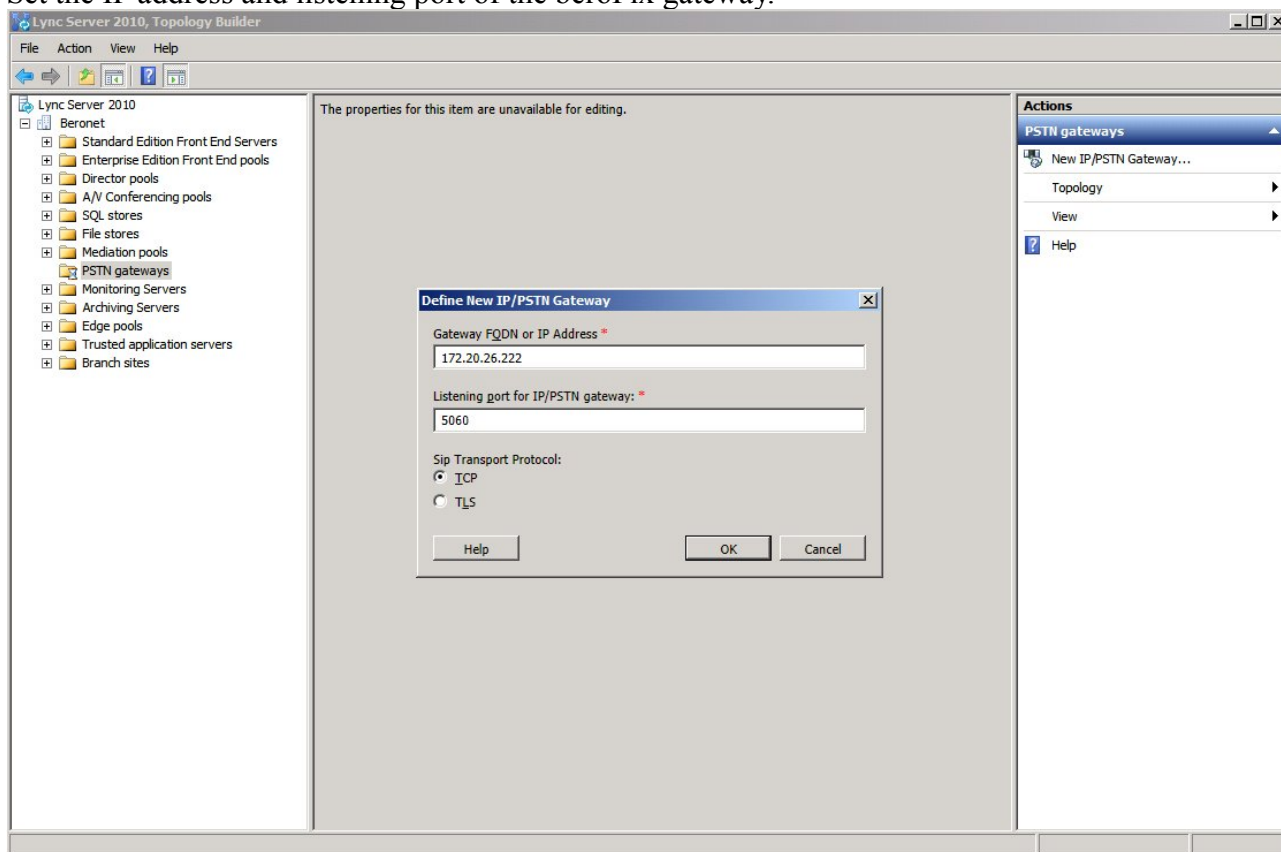 Set the IP address and listening port of the beroFix gateway.
Lync Server 2010, Topology Builder
File Action View Help
Lync Server 2010
Beronet
Standard Edition Front End Servers
Enterprise Edition Front End pools
Director pools
A/V Conferencing pools
SQL stores
File stores
Mediation pools
PSTN gateways
Monitoring Servers
Archiving Servers
Edge pools
Trusted application servers
Branch sites
The properties for this item are unavailable for editing.
Define New IP/PSTN Gateway
Gateway FQDN or IP Address *
172.20.26.222
Listening port for IP/PSTN gateway: *
5060
Sip Transport Protocol:
TCP
TLS
Help OK Cancel
Actions
PSTN gateways
New IP/PSTN Gateway...
Topology
View
Help